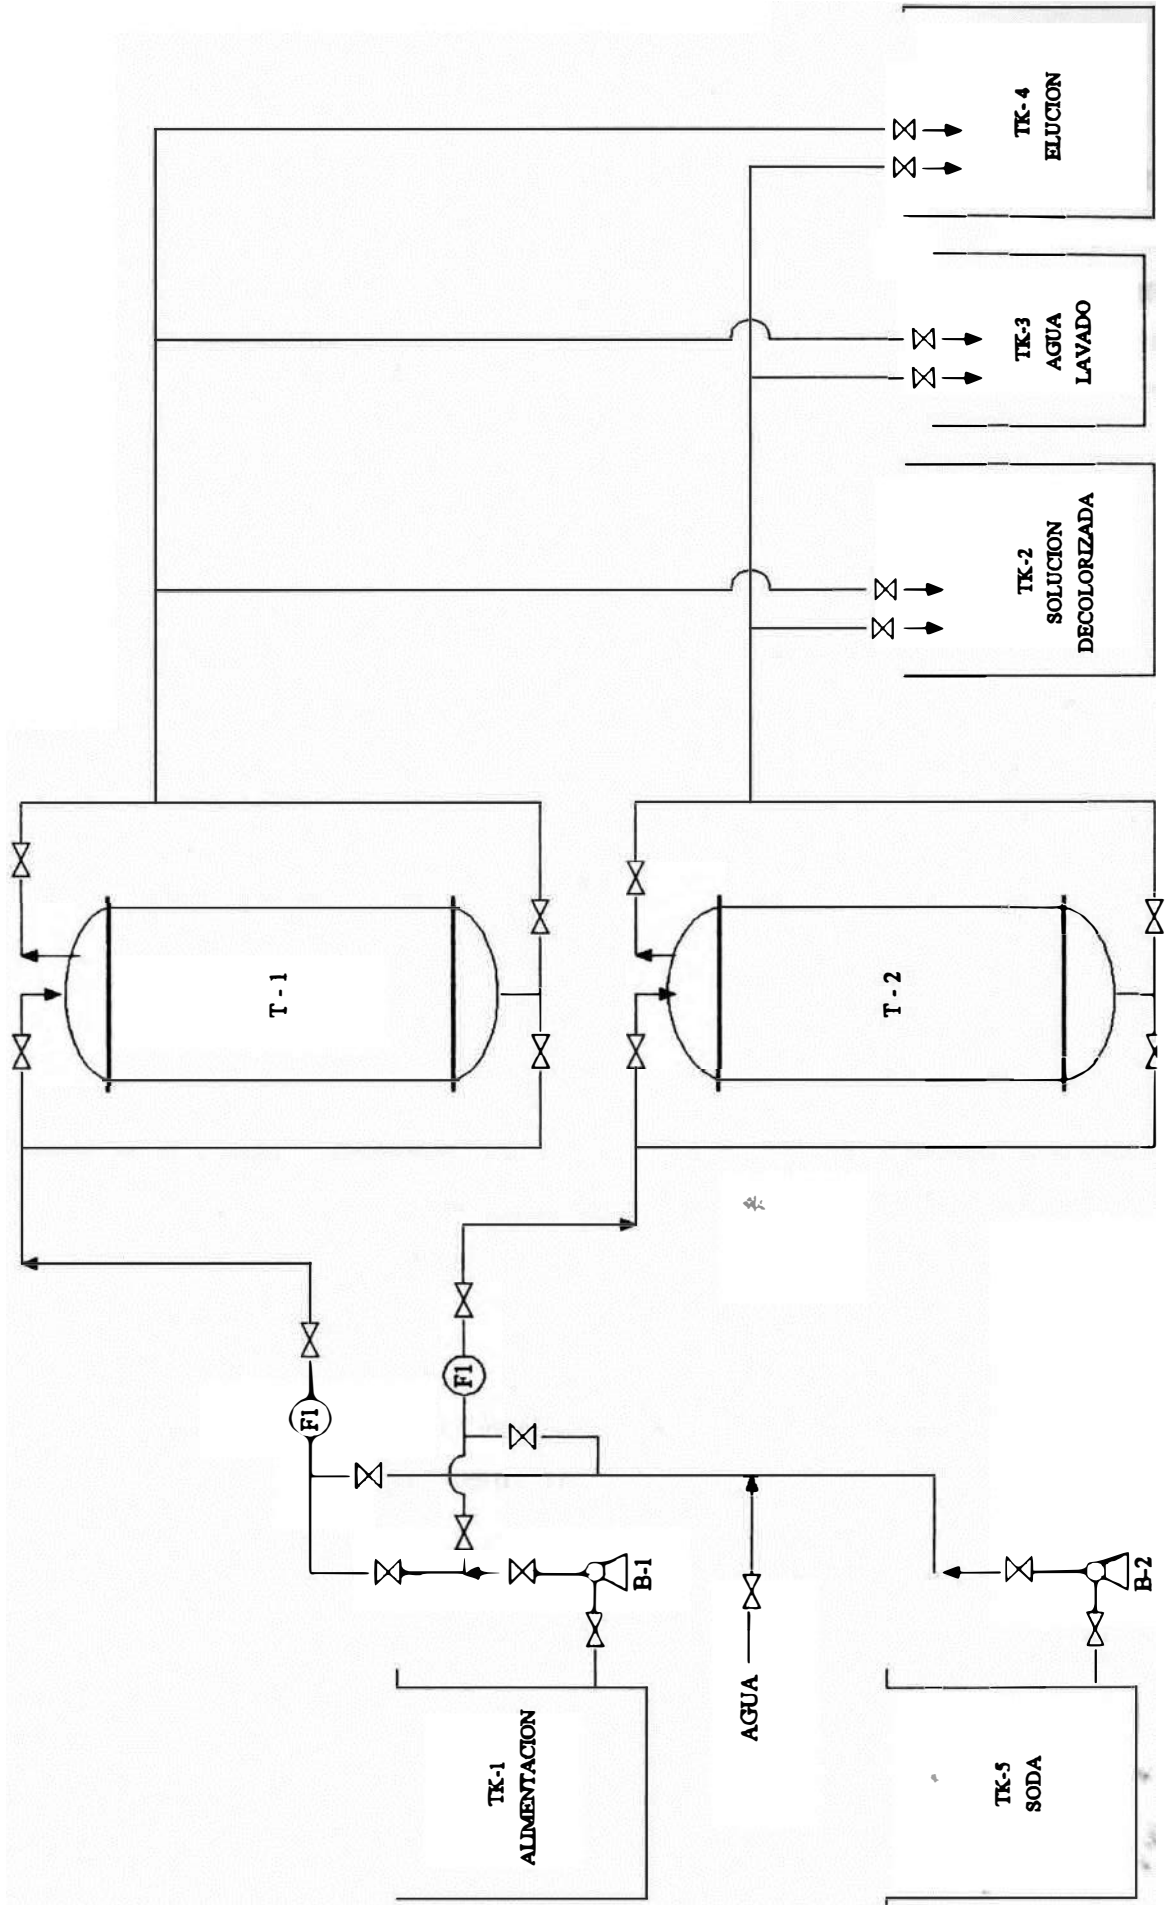 TK-1
ALIMENTACION
B-1
F1
F1
AGUA
TK-5
SODA
B-2
T - 1
T - 2
TK-2
SOLUCION
DECOLORIZADA
TK-3
AGUA
LAVADO
TK- 4
ELUCION